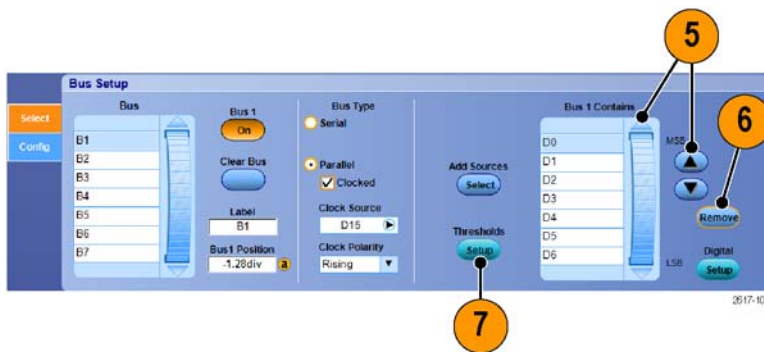 5
Bus Setup
Select
Config
Bus
B1
B2
B3
B4
B5
B6
B7
Bus 1
On
Clear Bus
Label
B1
Bus1 Position
-1.28div a
Bus Type
Serial
Parallel
Clocked
Clock Source
D15
Clock Polarity
Rising
Add Sources
Select
Thresholds
Setup
7
Bus 1 Contains
D0
D1
D2
D3
D4
D5
D6
MSB
LSB
6
Remove
Digital
Setup